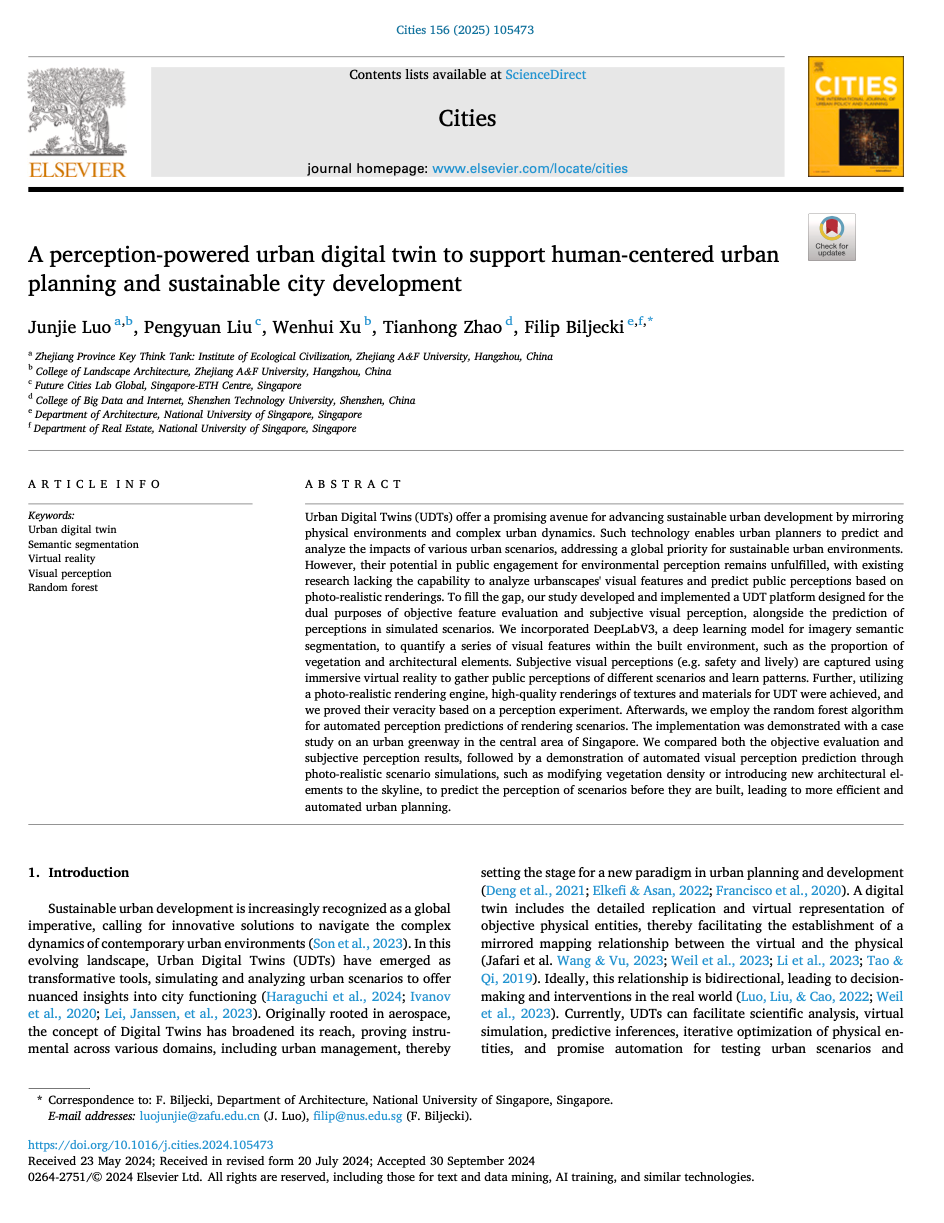 Cities 156 (2025) 105473
Contents lists available at ScienceDirect
Cities
journal homepage: www.elsevier.com/locate/cities
ELSEVIER
CITIES
THE INTERNATIONAL JOURNAL OF
URBAN POLICY AND PLANNING
Check for
updates
A perception-powered urban digital twin to support human-centered urban
planning and sustainable city development
Junjie Luo a,b, Pengyuan Liu c, Wenhui Xu b, Tianhong Zhao d, Filip Biljecki e,f,*
a Zhejiang Province Key Think Tank: Institute of Ecological Civilization, Zhejiang A&F University, Hangzhou, China
b College of Landscape Architecture, Zhejiang A&F University, Hangzhou, China
c Future Cities Lab Global, Singapore-ETH Centre, Singapore
d College of Big Data and Internet, Shenzhen Technology University, Shenzhen, China
e Department of Architecture, National University of Singapore, Singapore
f Department of Real Estate, National University of Singapore, Singapore
ARTICLE INFO
Keywords:
Urban digital twin
Semantic segmentation
Virtual reality
Visual perception
Random forest
ABSTRACT
Urban Digital Twins (UDTs) offer a promising avenue for advancing sustainable urban development by mirroring
physical environments and complex urban dynamics. Such technology enables urban planners to predict and
analyze the impacts of various urban scenarios, addressing a global priority for sustainable urban environments.
However, their potential in public engagement for environmental perception remains unfulfilled, with existing
research lacking the capability to analyze urbanscapes' visual features and predict public perceptions based on
photo-realistic renderings. To fill the gap, our study developed and implemented a UDT platform designed for the
dual purposes of objective feature evaluation and subjective visual perception, alongside the prediction of
perceptions in simulated scenarios. We incorporated DeepLabV3, a deep learning model for imagery semantic
segmentation, to quantify a series of visual features within the built environment, such as the proportion of
vegetation and architectural elements. Subjective visual perceptions (e.g. safety and lively) are captured using
immersive virtual reality to gather public perceptions of different scenarios and learn patterns. Further, utilizing
a photo-realistic rendering engine, high-quality renderings of textures and materials for UDT were achieved, and
we proved their veracity based on a perception experiment. Afterwards, we employ the random forest algorithm
for automated perception predictions of rendering scenarios. The implementation was demonstrated with a case
study on an urban greenway in the central area of Singapore. We compared both the objective evaluation and
subjective perception results, followed by a demonstration of automated visual perception prediction through
photo-realistic scenario simulations, such as modifying vegetation density or introducing new architectural el-
ements to the skyline, to predict the perception of scenarios before they are built, leading to more efficient and
automated urban planning.
1. Introduction
Sustainable urban development is increasingly recognized as a global
imperative, calling for innovative solutions to navigate the complex
dynamics of contemporary urban environments (Son et al., 2023). In this
evolving landscape, Urban Digital Twins (UDTs) have emerged as
transformative tools, simulating and analyzing urban scenarios to offer
nuanced insights into city functioning (Haraguchi et al., 2024; Ivanov
et al., 2020; Lei, Janssen, et al., 2023). Originally rooted in aerospace,
the concept of Digital Twins has broadened its reach, proving instru-
mental across various domains, including urban management, thereby
setting the stage for a new paradigm in urban planning and development
(Deng et al., 2021; Elkefi & Asan, 2022; Francisco et al., 2020). A digital
twin includes the detailed replication and virtual representation of
objective physical entities, thereby facilitating the establishment of a
mirrored mapping relationship between the virtual and the physical
(Jafari et al. Wang & Vu, 2023; Weil et al., 2023; Li et al., 2023; Tao &
Qi, 2019). Ideally, this relationship is bidirectional, leading to decision-
making and interventions in the real world (Luo, Liu, & Cao, 2022; Weil
et al., 2023). Currently, UDTs can facilitate scientific analysis, virtual
simulation, predictive inferences, iterative optimization of physical en-
tities, and promise automation for testing urban scenarios and
* Correspondence to: F. Biljecki, Department of Architecture, National University of Singapore, Singapore.
E-mail addresses: luojunjie@zafu.edu.cn (J. Luo), filip@nus.edu.sg (F. Biljecki).
https://doi.org/10.1016/j.cities.2024.105473
Received 23 May 2024; Received in revised form 20 July 2024; Accepted 30 September 2024
0264-2751/© 2024 Elsevier Ltd. All rights are reserved, including those for text and data mining, AI training, and similar technologies.